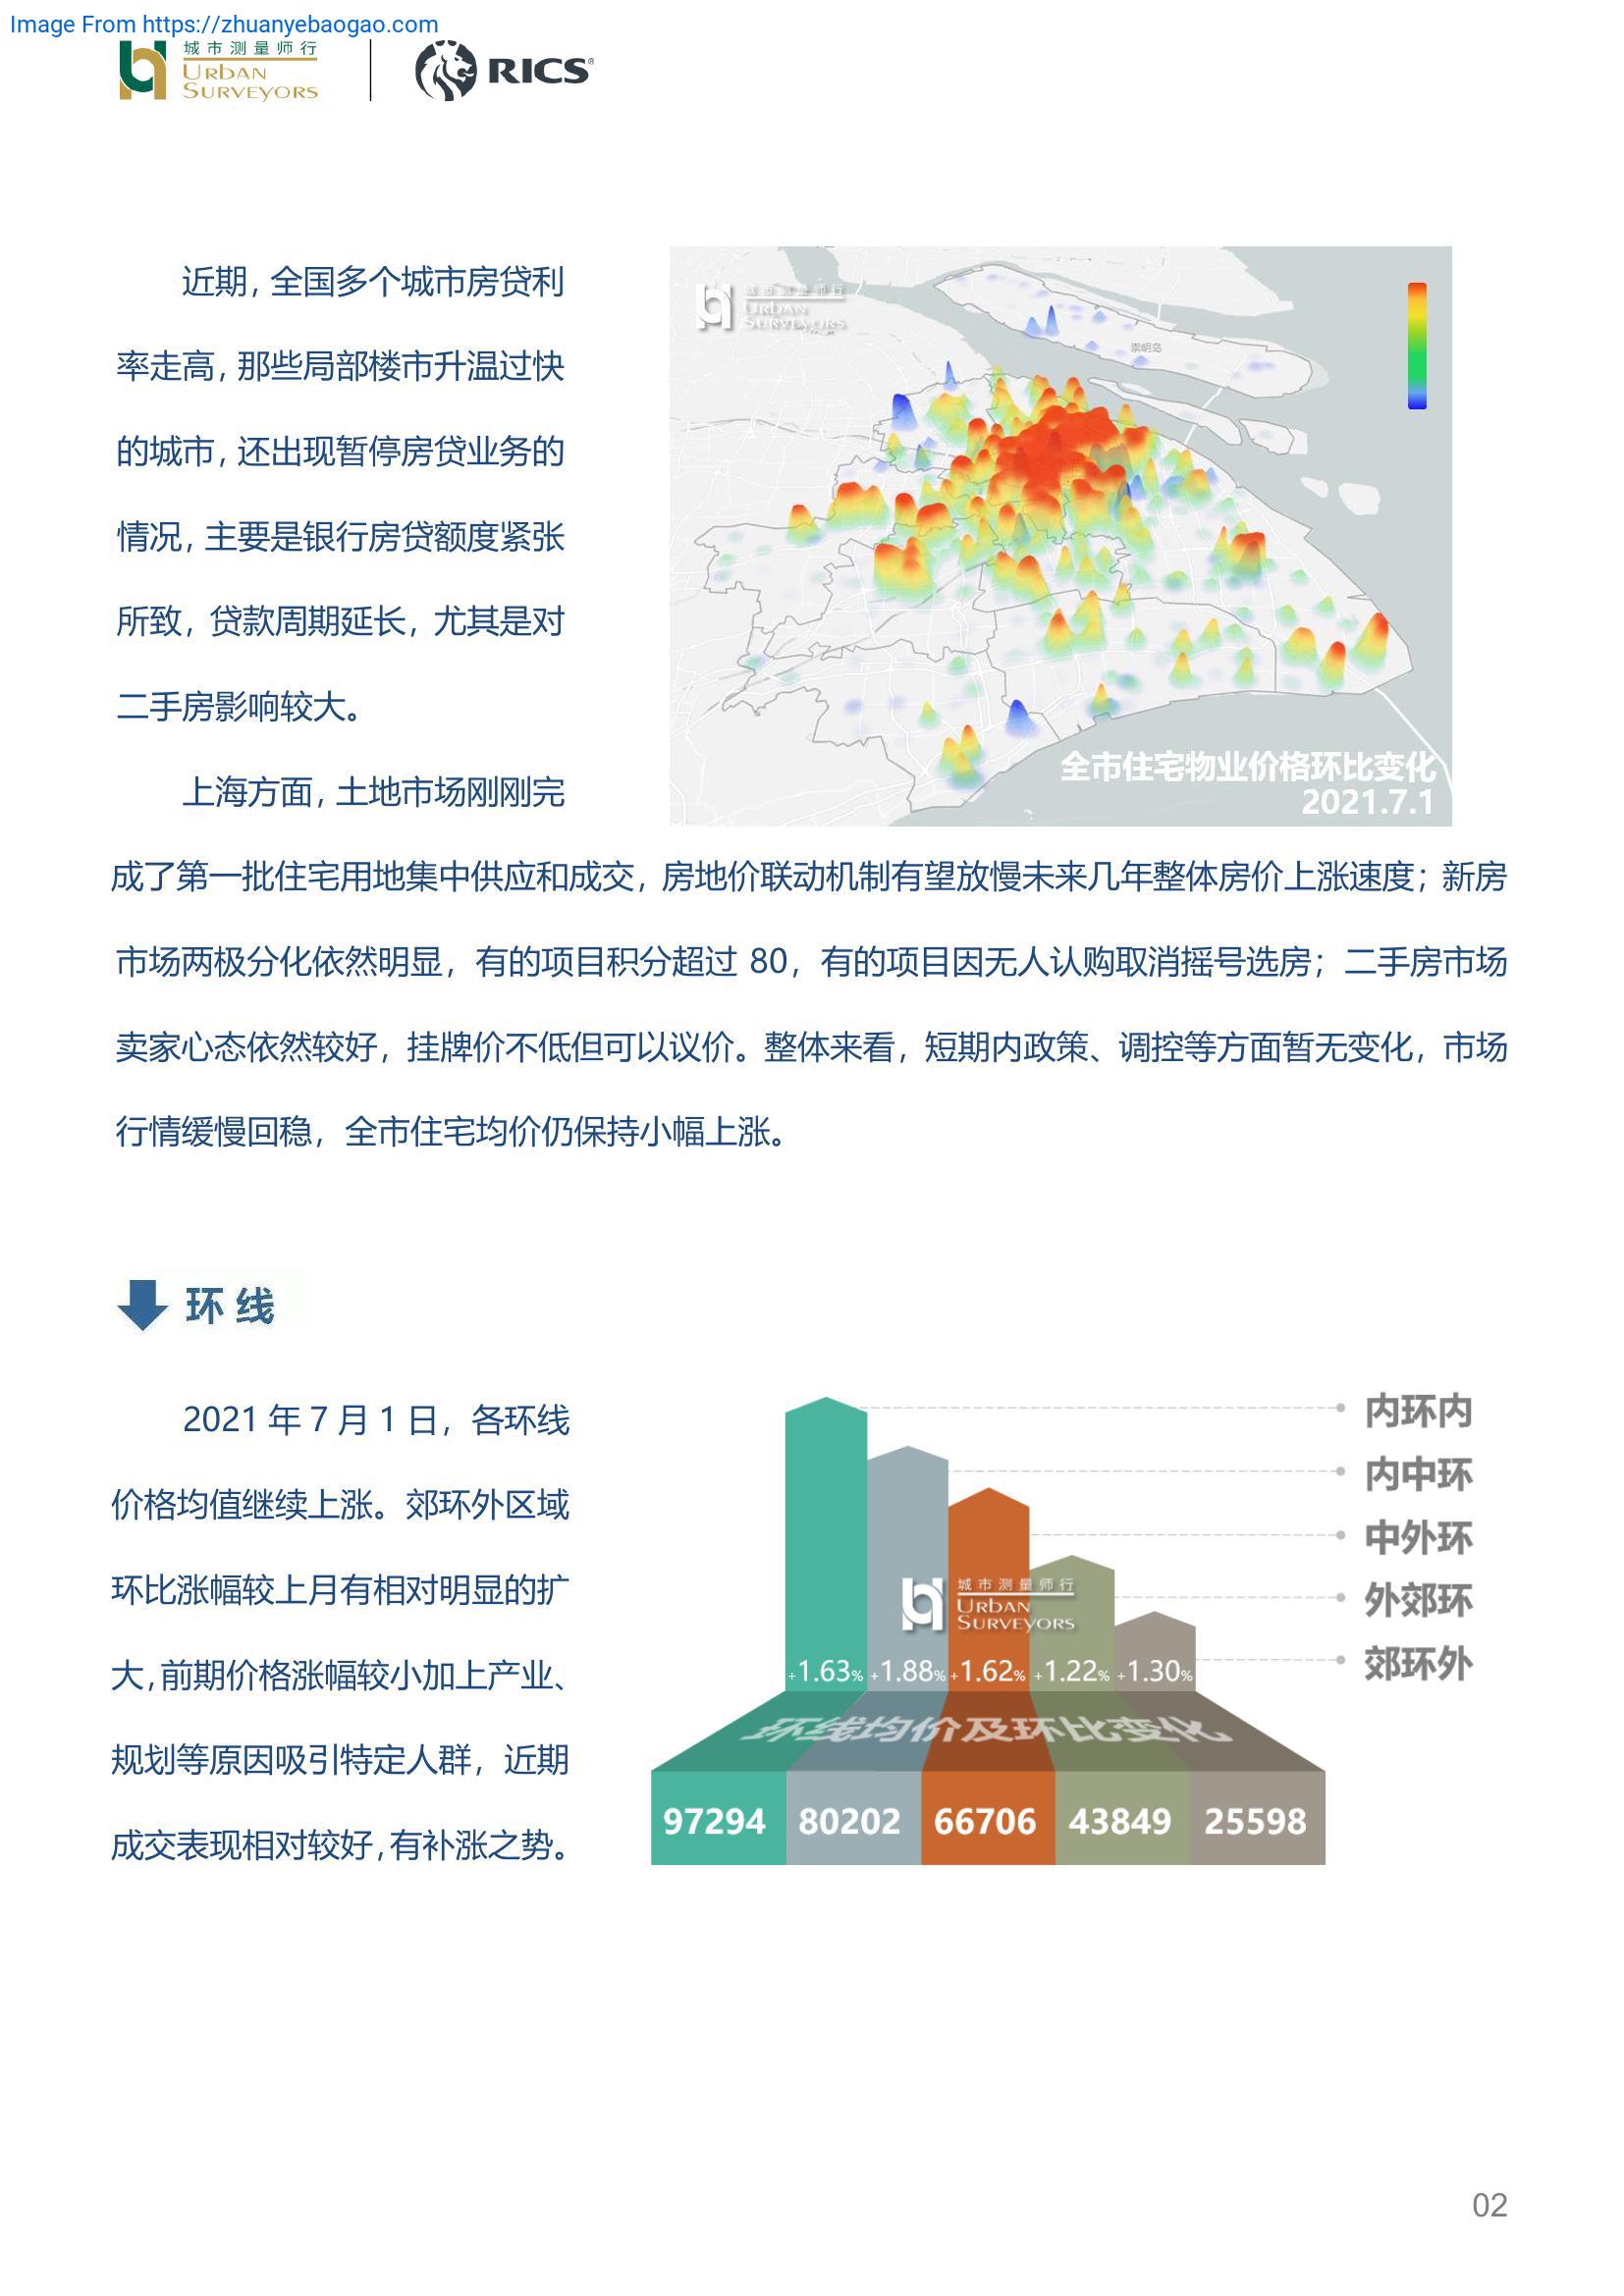 Image From https://zhuanyebaogao.com
城市测量师行
URBAN
SURVEYORS
RICS®
近期，全国多个城市房贷利
率走高，那些局部楼市升温过快
的城市，还出现暂停房贷业务的
情况，主要是银行房贷额度紧张
所致，贷款周期延长，尤其是对
二手房影响较大。
上海方面，土地市场刚刚完
城市测量师行
URBAN
SURVEYORS
崇明岛
全市住宅物业价格环比变化
2021.7.1
成了第一批住宅用地集中供应和成交，房地价联动机制有望放慢未来几年整体房价上涨速度；新房
市场两极分化依然明显，有的项目积分超过 80，有的项目因无人认购取消摇号选房；二手房市场
卖家心态依然较好，挂牌价不低但可以议价。整体来看，短期内政策、调控等方面暂无变化，市场
行情缓慢回稳，全市住宅均价仍保持小幅上涨。
环线
2021 年 7 月 1 日，各环线
价格均值继续上涨。郊环外区域
环比涨幅较上月有相对明显的扩
大，前期价格涨幅较小加上产业、
规划等原因吸引特定人群，近期
成交表现相对较好，有补涨之势。
内环内
内中环
中外环
外郊环
郊环外
城市测量师行
URBAN
SURVEYORS
+1.63% +1.88% +1.62% +1.22% +1.30%
环线均价及环比变化
97294 80202 66706 43849 25598
02